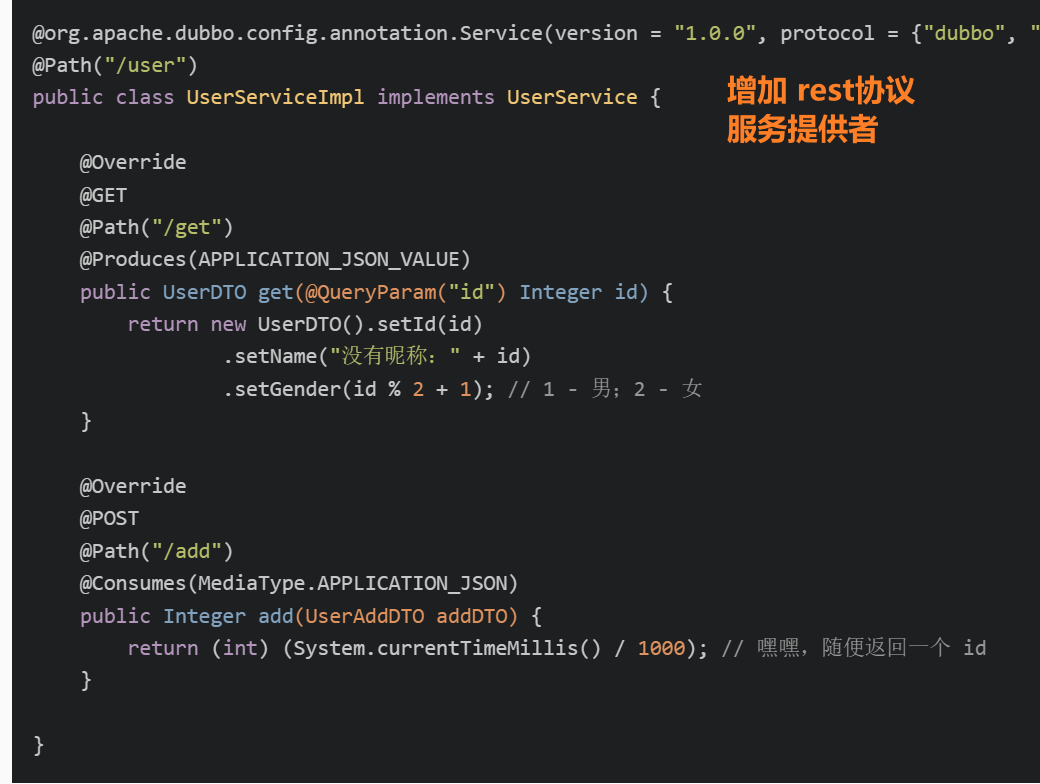 @org.apache.dubbo.config.annotation.Service(version = "1.0.0", protocol = {"dubbo", "
@Path("/user")
public class UserServiceImpl implements UserService {
增加 rest协议
服务提供者
    @Override
    @GET
    @Path("/get")
    @Produces(APPLICATION_JSON_VALUE)
    public UserDTO get(@QueryParam("id") Integer id) {
        return new UserDTO().setId(id)
                .setName("没有昵称：" + id)
                .setGender(id % 2 + 1); // 1 - 男；2 - 女
    }
    @Override
    @POST
    @Path("/add")
    @Consumes(MediaType.APPLICATION_JSON)
    public Integer add(UserAddDTO addDTO) {
        return (int) (System.currentTimeMillis() / 1000); // 嘿嘿，随便返回一个 id
    }
}